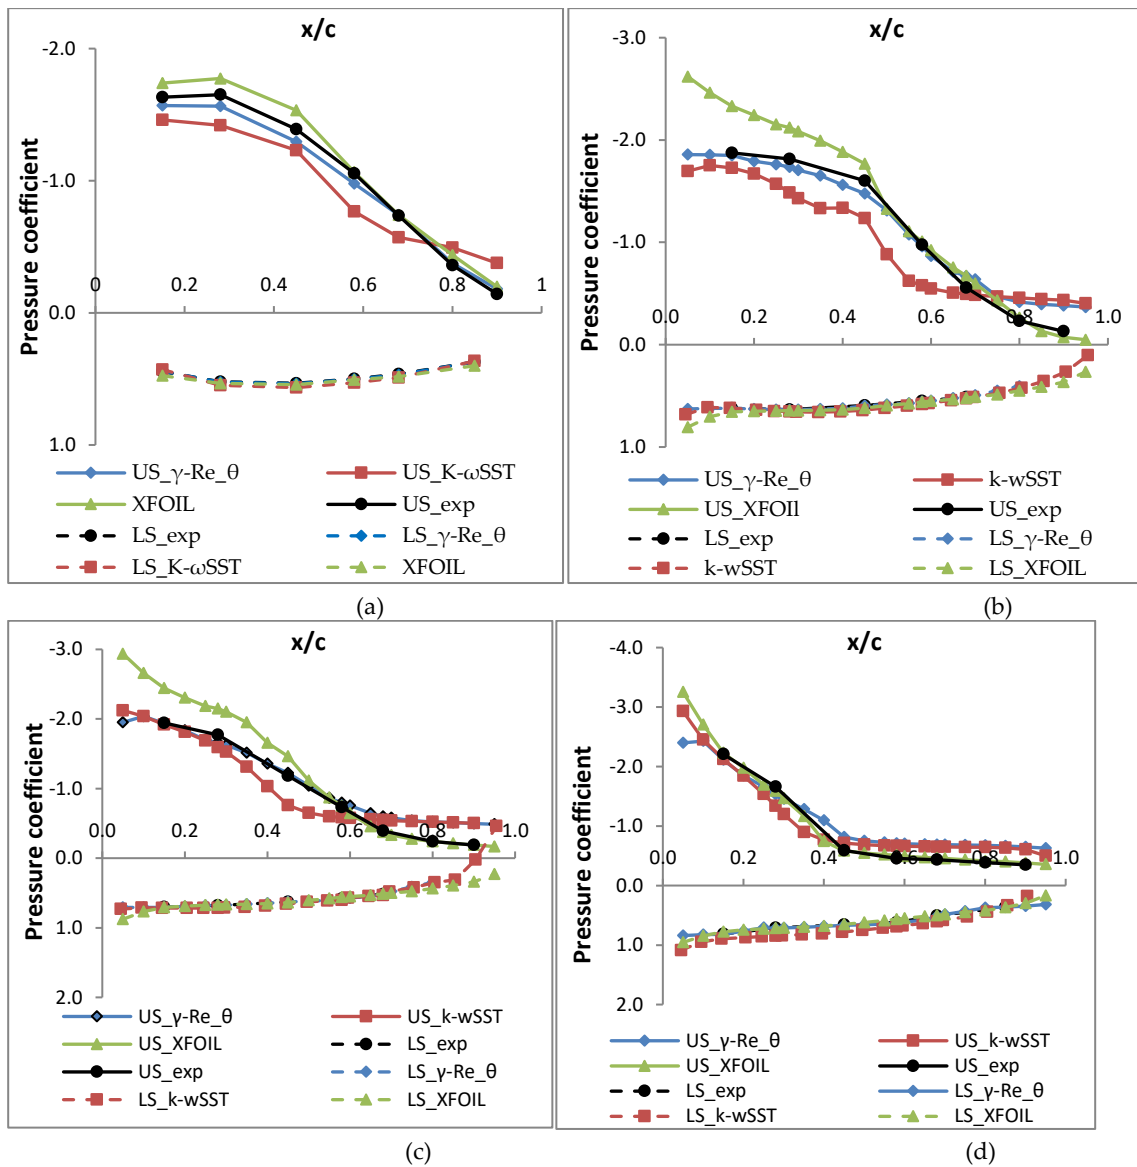 x/c
-2.0
-1.0
0.0
1.0
0 0.2 0.4 0.6 0.8 1
Pressure coefficient
US_γ-Re_θ US_K-ωSST
XFOIL US_exp
LS_exp LS_γ-Re_θ
LS_K-ωSST XFOIL
(a)
x/c
-3.0
-2.0
-1.0
0.0
1.0
0.0 0.2 0.4 0.6 0.8 1.0
Pressure coefficient
US_γ-Re_θ k-wSST
US_XFOIl US_exp
LS_exp LS_γ-Re_θ
k-wSST LS_XFOIL
(b)
x/c
-3.0
-2.0
-1.0
0.0
1.0
2.0
0.0 0.2 0.4 0.6 0.8 1.0
Pressure coefficient
US_γ-Re_θ US_k-wSST
US_XFOIL LS_exp
US_exp LS_γ-Re_θ
LS_k-wSST LS_XFOIL
(c)
x/c
-4.0
-3.0
-2.0
-1.0
0.0
1.0
2.0
0.0 0.2 0.4 0.6 0.8 1.0
Pressure coefficient
US_γ-Re_θ US_k-wSST
US_XFOIL US_exp
LS_exp LS_γ-Re_θ
LS_k-wSST LS_XFOIL
(d)